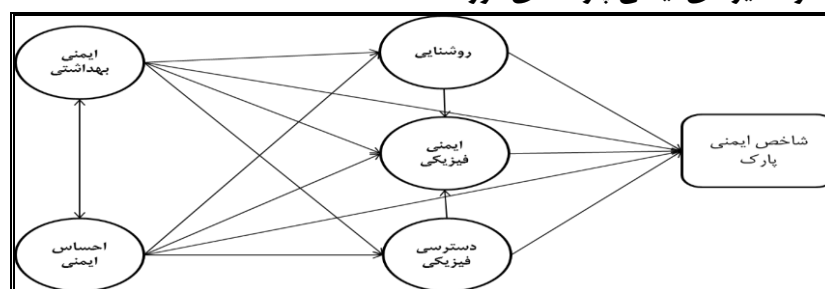 روشنایی
ایمنی
بهداشتی
ایمنی
فیزیکی
شاخص ایمنی
پارک
احساس
ایمنی
دسترسی
فیزیکی